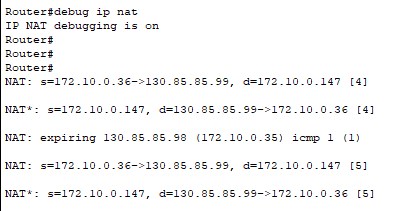 Router#debug ip nat
IP NAT debugging is on
Router#
Router#
Router#
NAT: s=172.10.0.36->130.85.85.99, d=172.10.0.147 [4]
NAT*: s=172.10.0.147, d=130.85.85.99->172.10.0.36 [4]
NAT: expiring 130.85.85.98 (172.10.0.35) icmp 1 (1)
NAT: s=172.10.0.36->130.85.85.99, d=172.10.0.147 [5]
NAT*: s=172.10.0.147, d=130.85.85.99->172.10.0.36 [5]